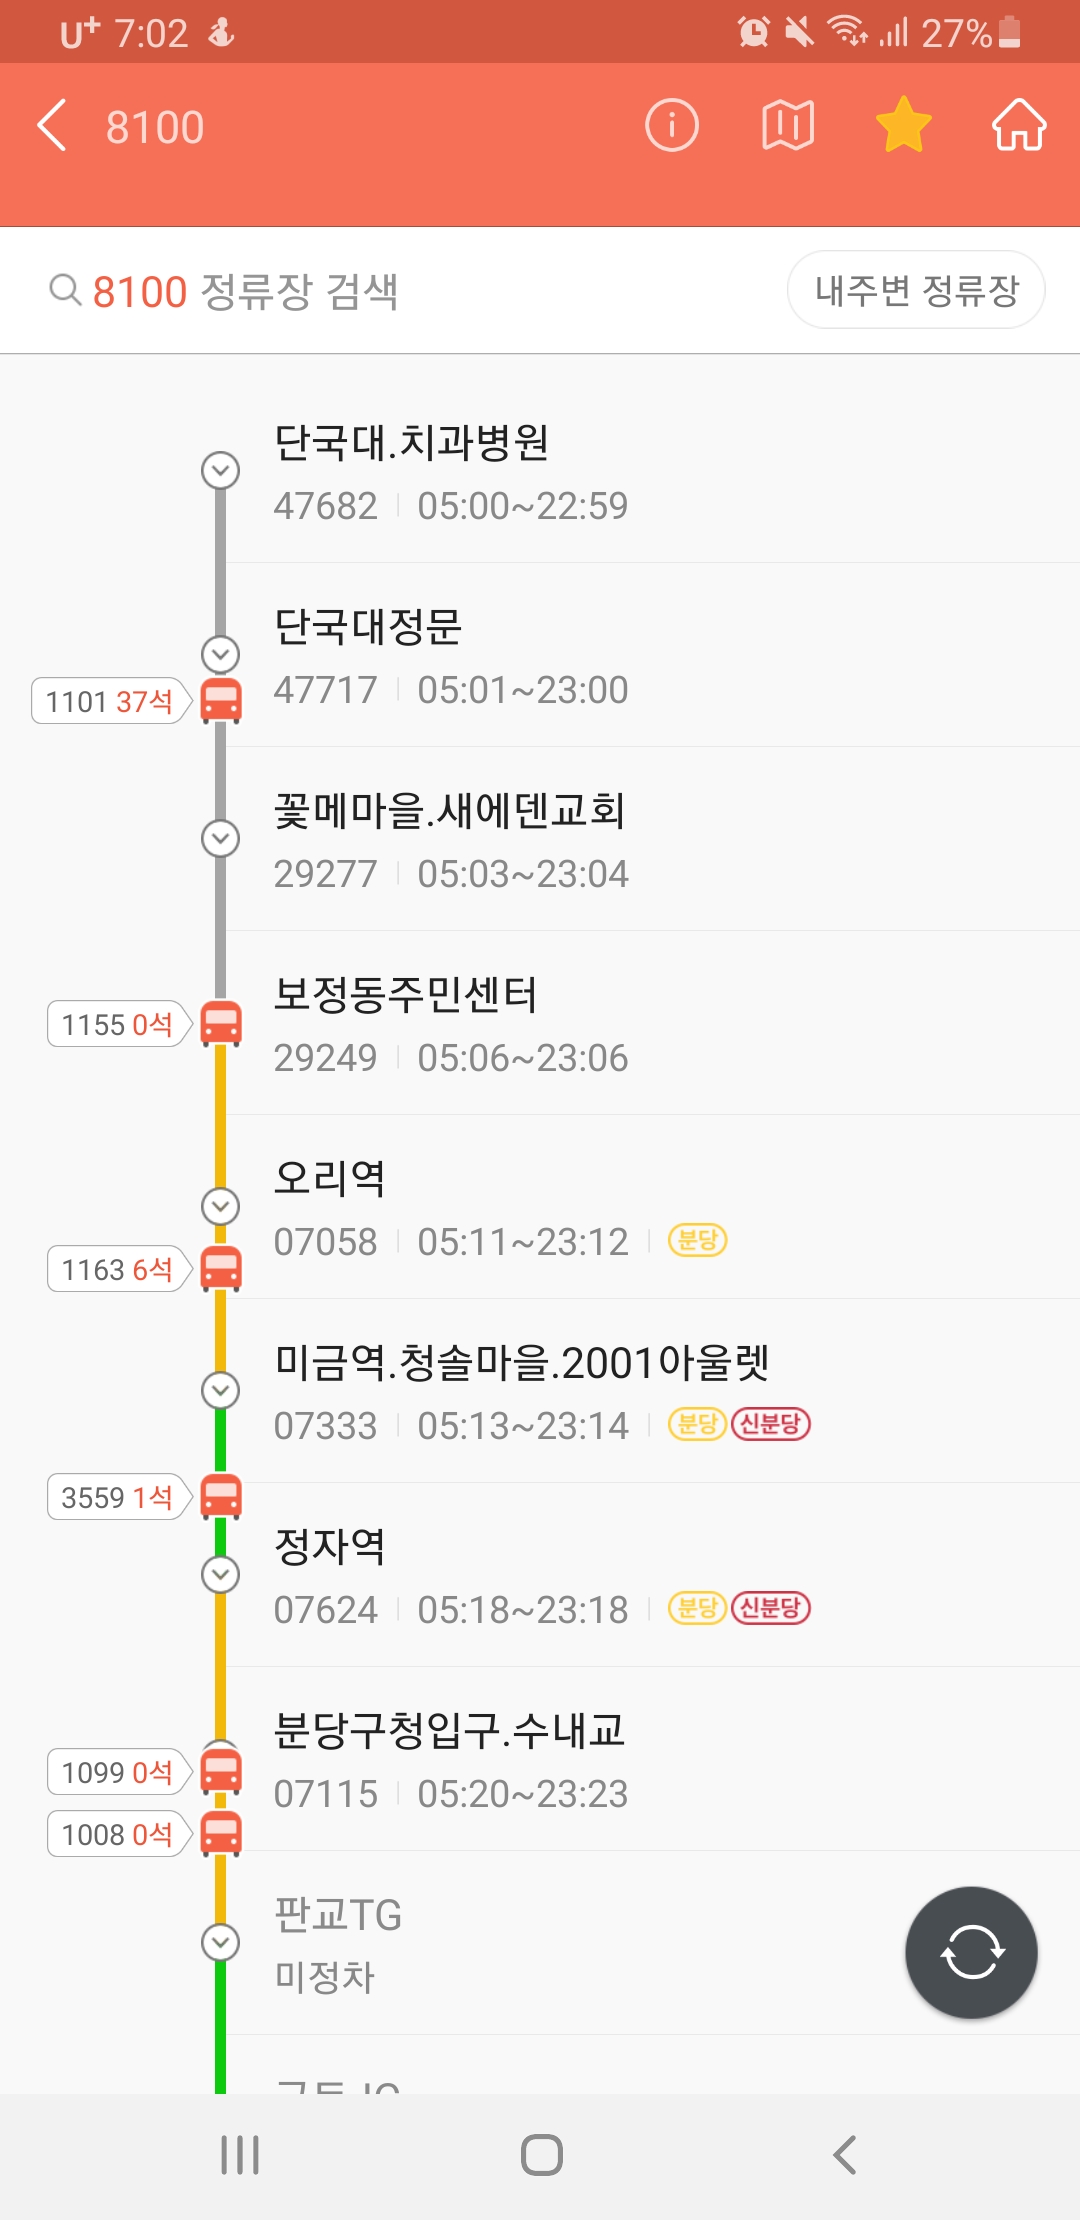 U+ 7:02 27%
8100
8100 정류장 검색 내주변 정류장
단국대.치과병원
47682 05:00~22:59
단국대정문
1101 37석 47717 05:01~23:00
꽃메마을.새에덴교회
29277 05:03~23:04
보정동주민센터
1155 0석
29249 05:06~23:06
오리역
07058 05:11~23:12 분당
1163 6석
미금역.청솔마을.2001아울렛
07333 05:13~23:14 분당 신분당
3559 1석
정자역
07624 05:18~23:18 분당 신분당
분당구청입구.수내교
1099 0석
07115 05:20~23:23
1008 0석
판교TG
미정차